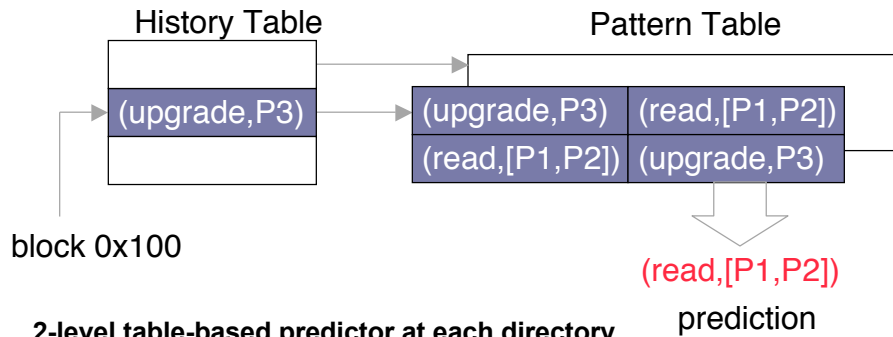 History Table
Pattern Table
(upgrade,P3)
(upgrade,P3)
(read,[P1,P2])
(read,[P1,P2])
(upgrade,P3)
block 0x100
(read,[P1,P2])
prediction
2-level table-based predictor at each directory